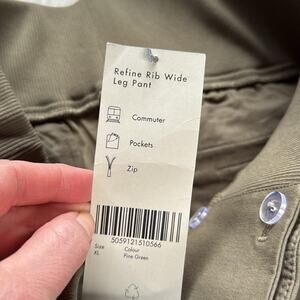 Refine Rib Wide
Leg Pant
Commuter
Pockets
Zip
5059121510566
Size
XL
Colour
Pine Green